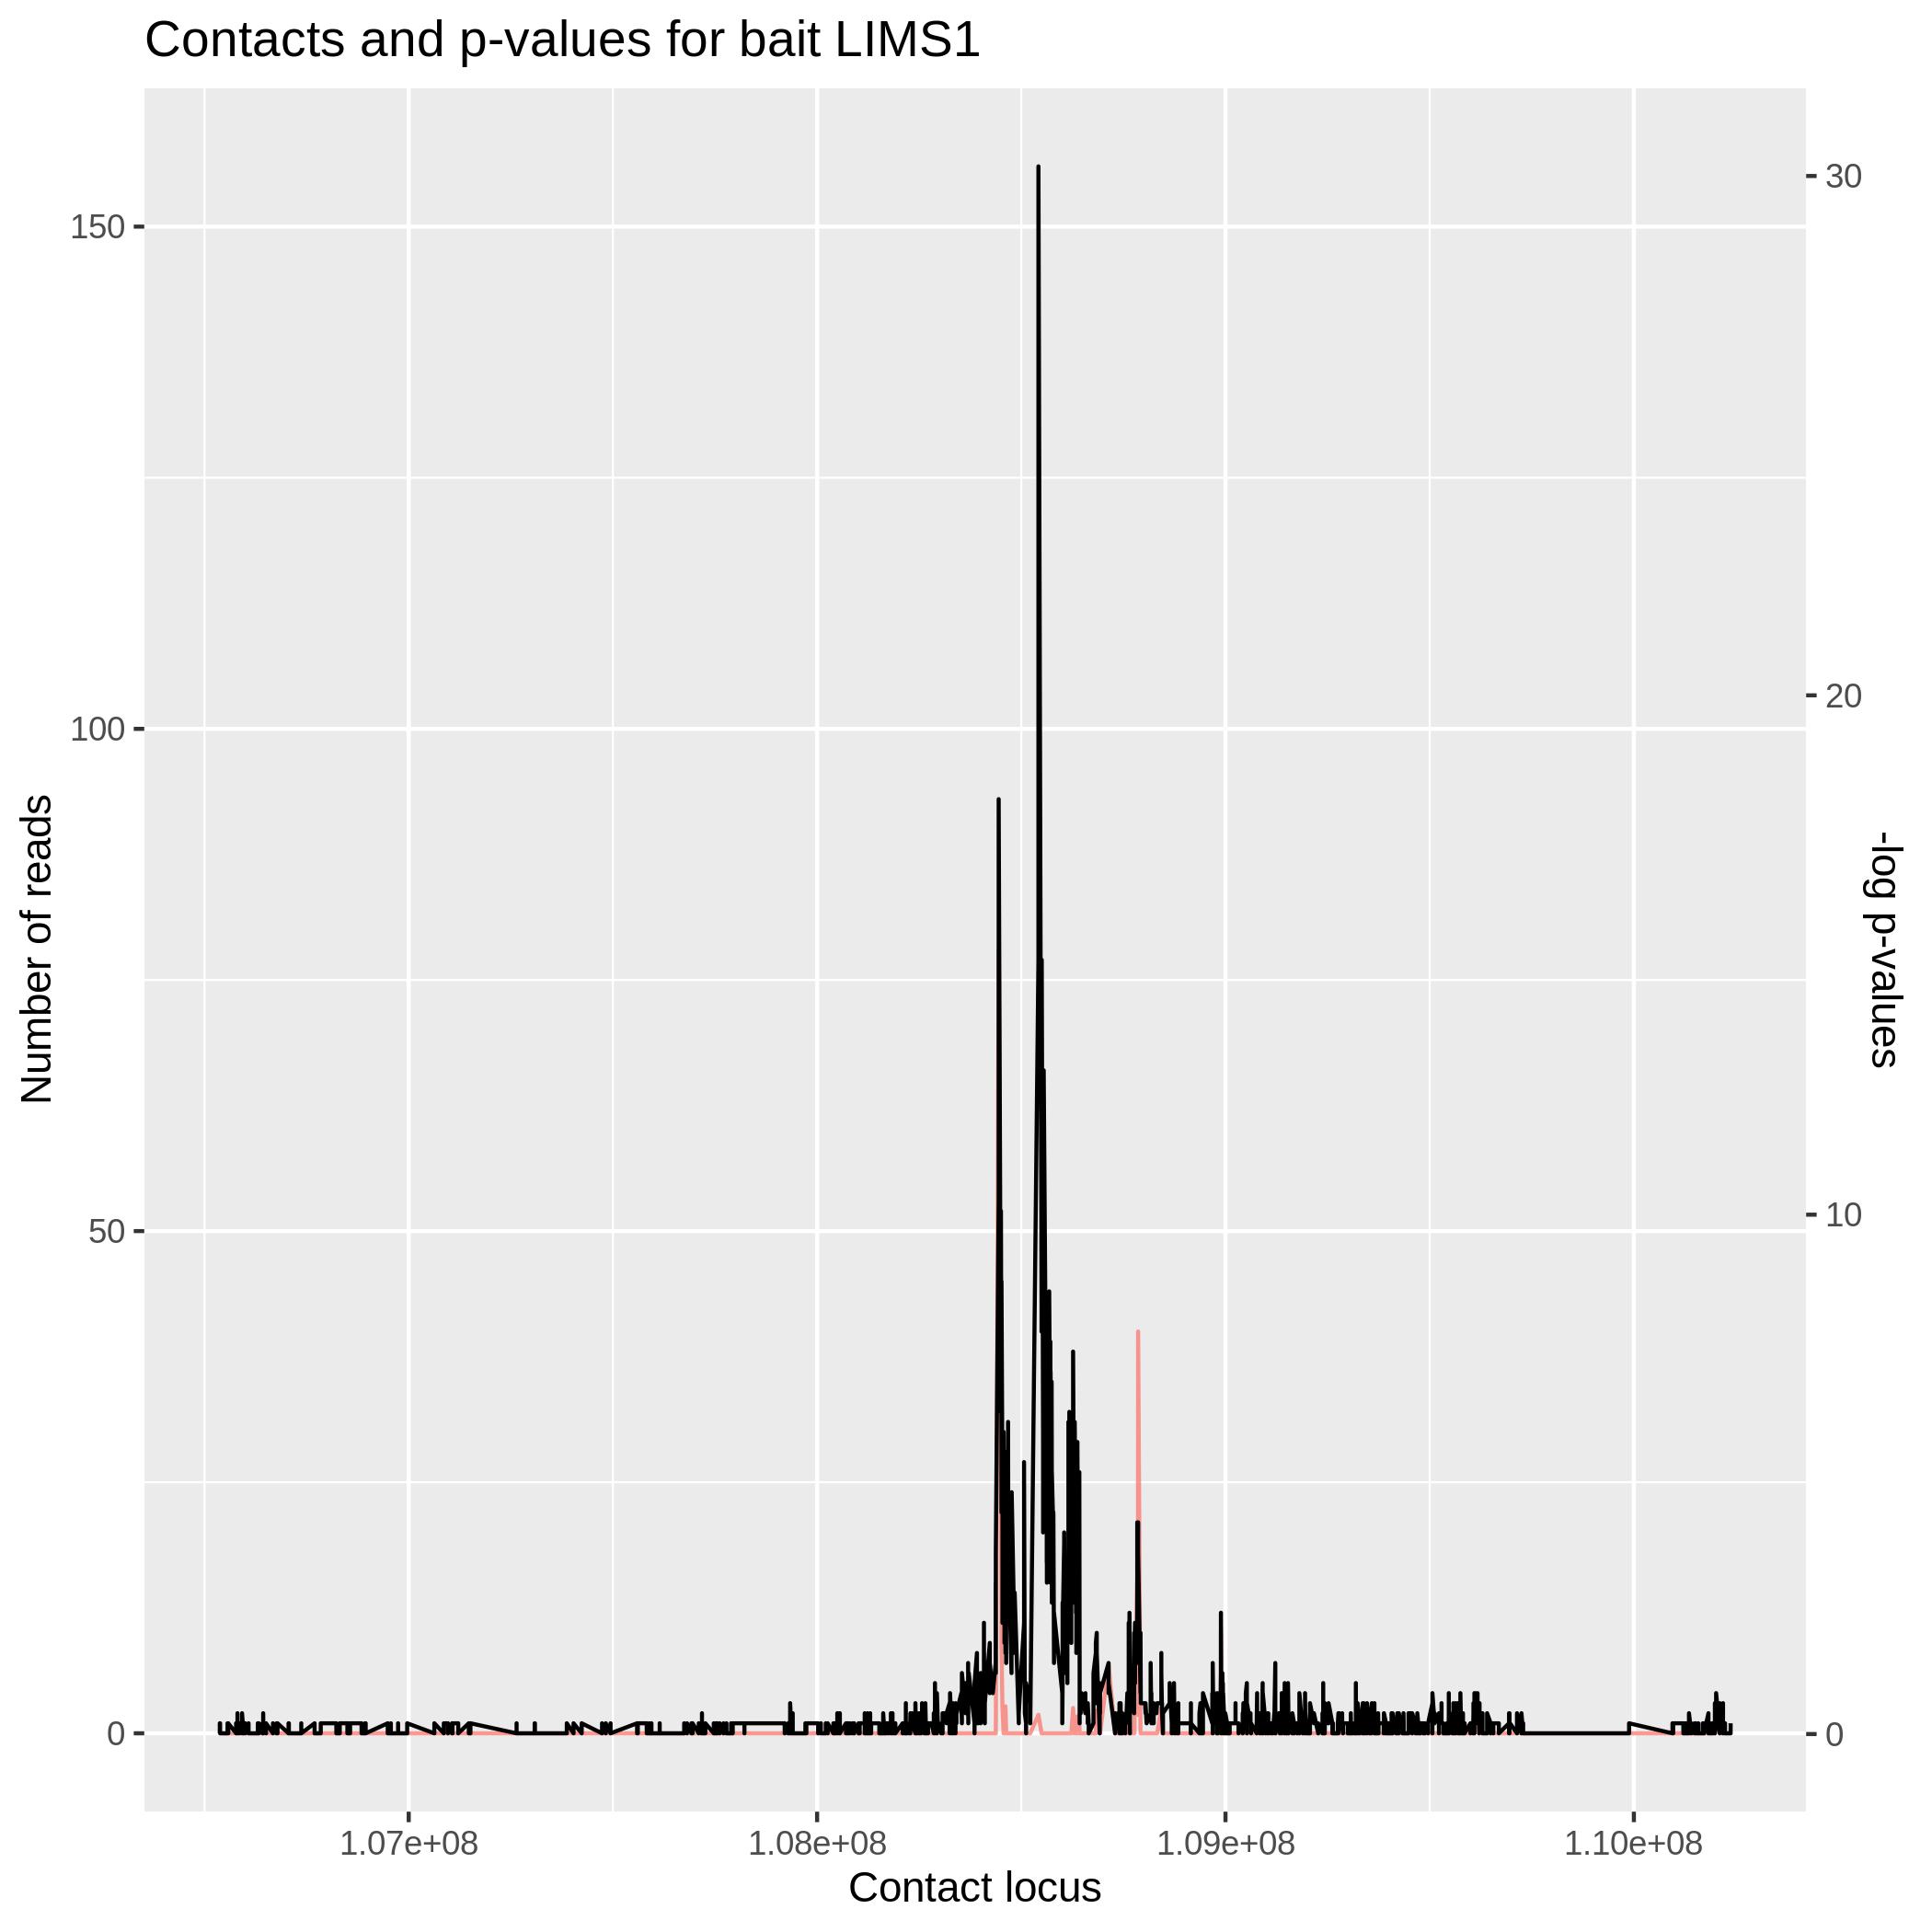 Contacts and p-values for bait LIMS1
150
100
50
0
30
20
10
0
Number of reads
-log p-values
1.07e+08
1.08e+08
1.09e+08
1.10e+08
Contact locus